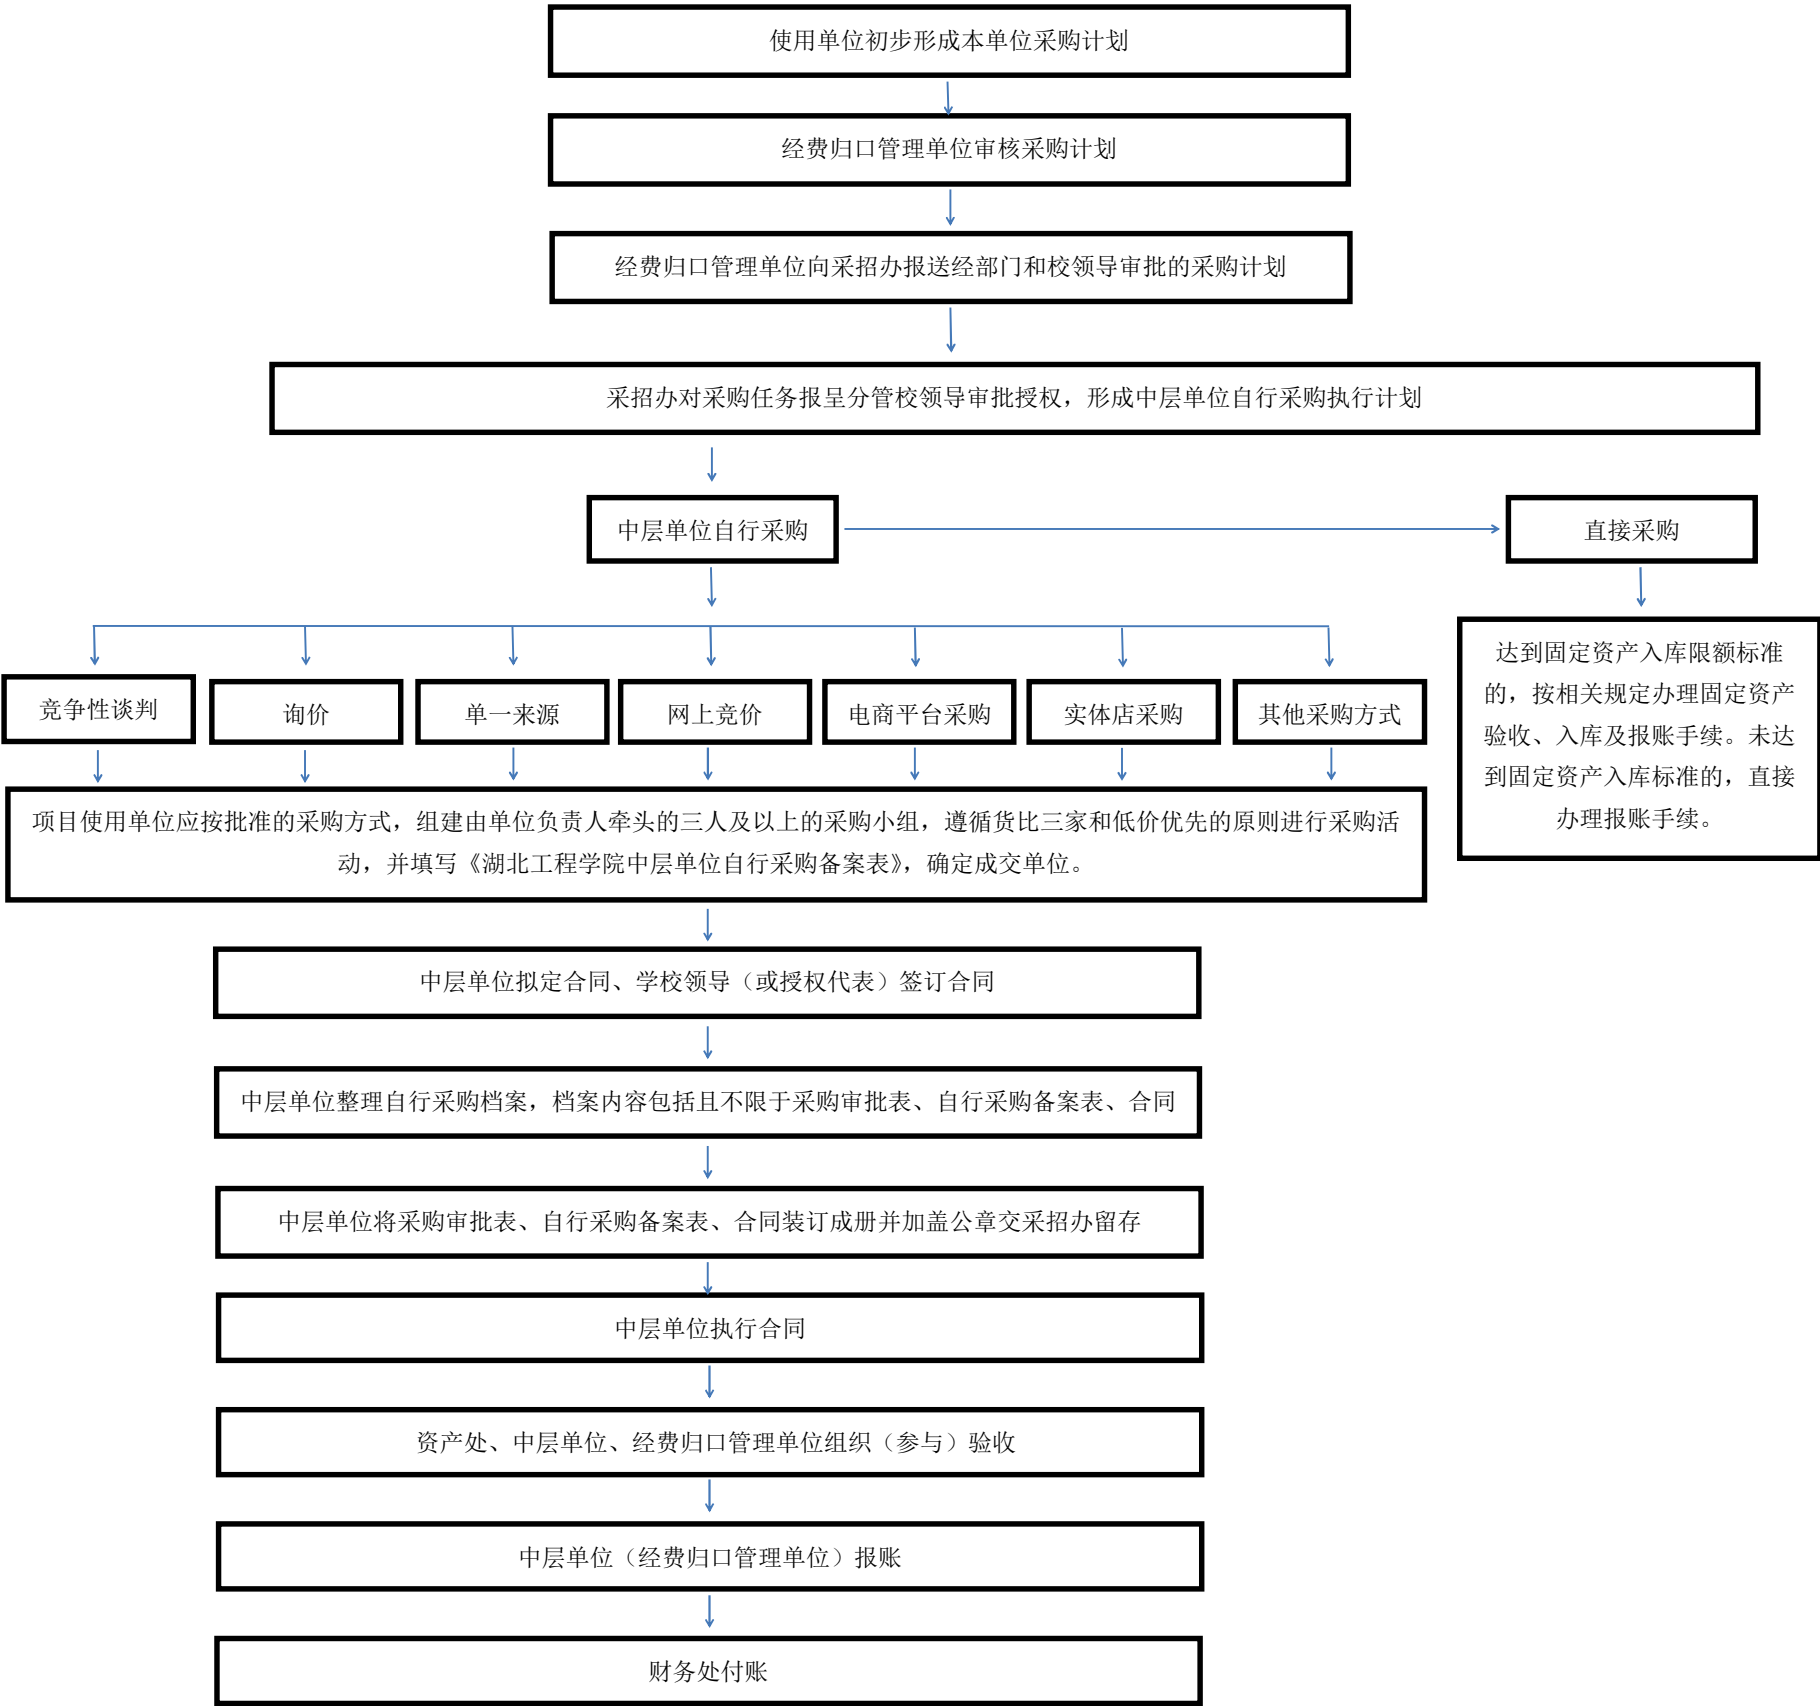 使用单位初步形成本单位采购计划
经费归口管理单位审核采购计划
经费归口管理单位向采招办报送经部门和校领导审批的采购计划
采招办对采购任务报呈分管校领导审批授权，形成中层单位自行采购执行计划
中层单位自行采购
直接采购
竞争性谈判
询价
单一来源
网上竞价
电商平台采购
实体店采购
其他采购方式
达到固定资产入库限额标准
的，按相关规定办理固定资产
验收、入库及报账手续。未达
到固定资产入库标准的，直接
办理报账手续。
项目使用单位应按批准的采购方式，组建由单位负责人牵头的三人及以上的采购小组，遵循货比三家和低价优先的原则进行采购活
动，并填写《湖北工程学院中层单位自行采购备案表》，确定成交单位。
中层单位拟定合同、学校领导（或授权代表）签订合同
中层单位整理自行采购档案，档案内容包括且不限于采购审批表、自行采购备案表、合同
中层单位将采购审批表、自行采购备案表、合同装订成册并加盖公章交采招办留存
中层单位执行合同
资产处、中层单位、经费归口管理单位组织（参与）验收
中层单位（经费归口管理单位）报账
财务处付账